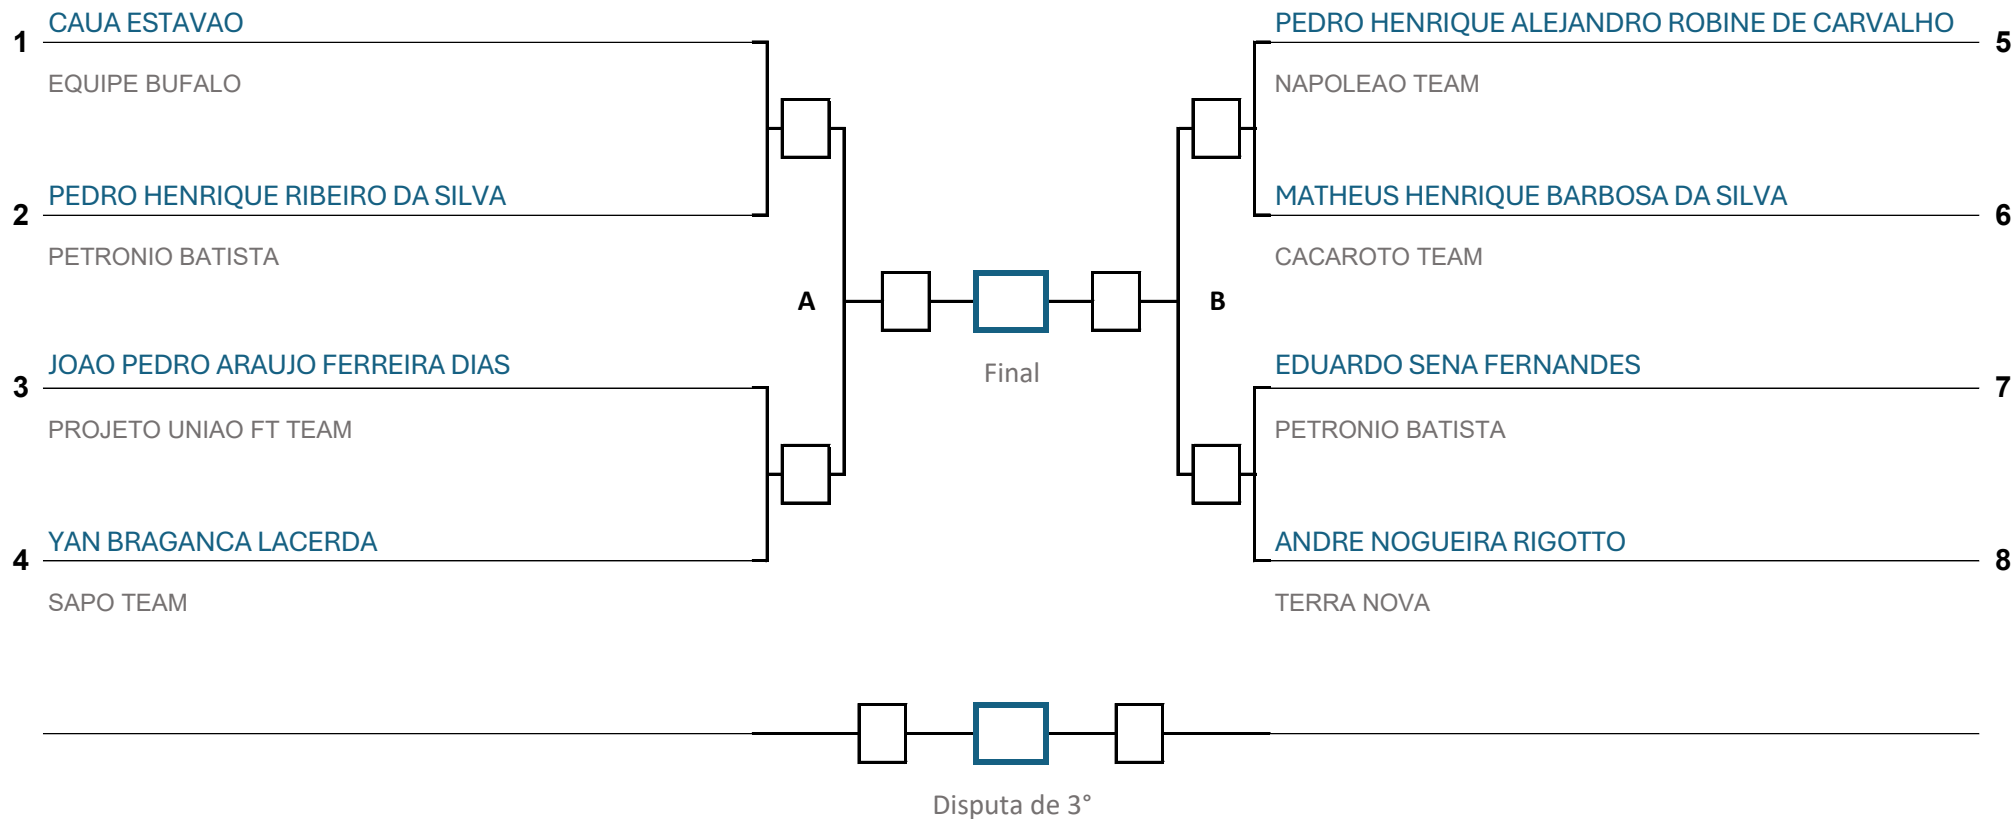 1
CAUA ESTAVAO
EQUIPE BUFALO
2
PEDRO HENRIQUE RIBEIRO DA SILVA
PETRONIO BATISTA
A
3
JOAO PEDRO ARAUJO FERREIRA DIAS
PROJETO UNIAO FT TEAM
4
YAN BRAGANCA LACERDA
SAPO TEAM
Final
PEDRO HENRIQUE ALEJANDRO ROBINE DE CARVALHO
5
NAPOLEAO TEAM
MATHEUS HENRIQUE BARBOSA DA SILVA
6
CACAROTO TEAM
B
EDUARDO SENA FERNANDES
7
PETRONIO BATISTA
ANDRE NOGUEIRA RIGOTTO
8
TERRA NOVA
Disputa de 3°